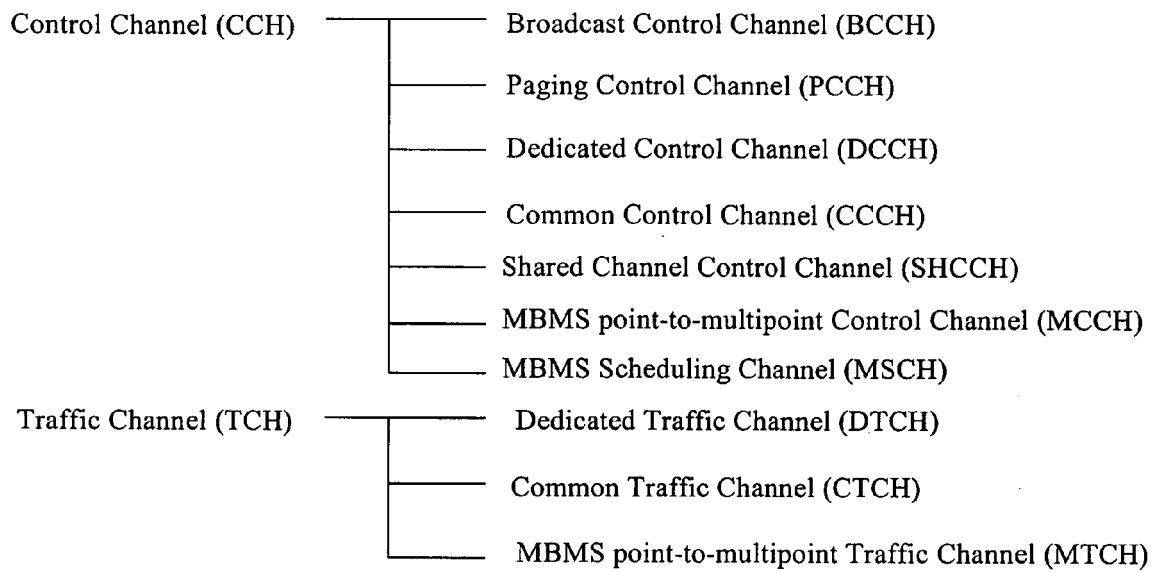 Control Channel (CCH) Broadcast Control Channel (BCCH)
Paging Control Channel (PCCH)
Dedicated Control Channel (DCCH)
Common Control Channel (CCCH)
Shared Channel Control Channel (SHCCH)
MBMS point-to-multipoint Control Channel (MCCH)
MBMS Scheduling Channel (MSCH)
Traffic Channel (TCH) Dedicated Traffic Channel (DTCH)
Common Traffic Channel (CTCH)
MBMS point-to-multipoint Traffic Channel (MTCH)